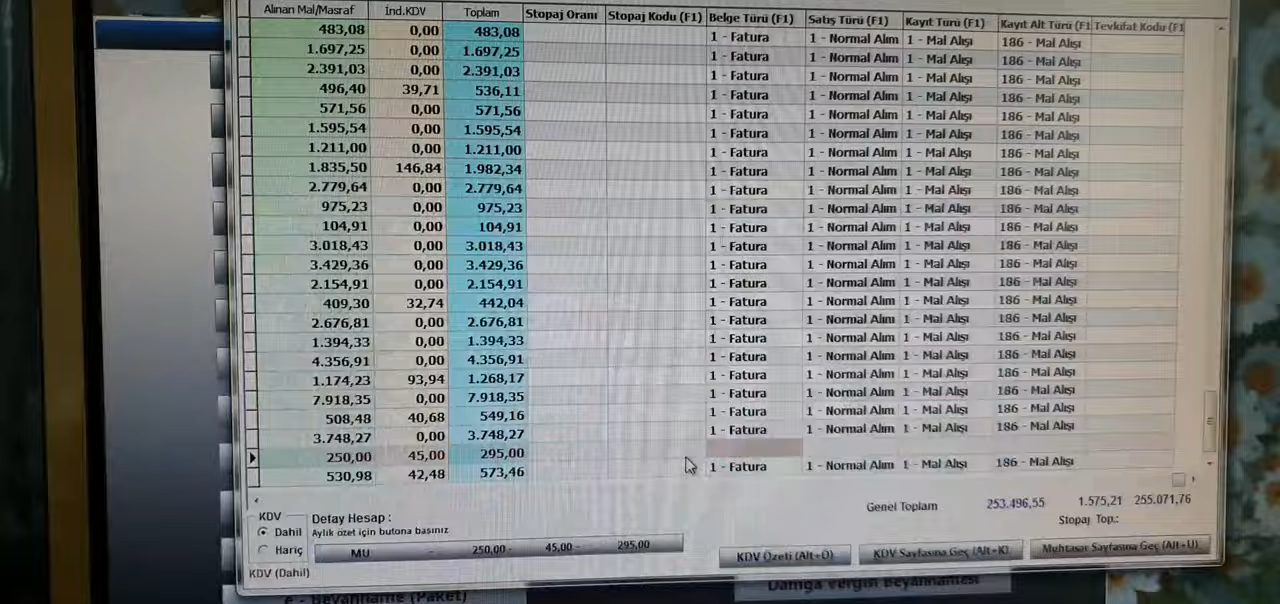 Alınan Mal/Masraf İnd.KDV Toplam Stopaj Oranı Stopaj Kodu (F1) Belge Türü (F1) Satış Türü (F1) Kayıt Türü (F1) Kayıt Alt Türü (F1 Tevkifat Kodu (F1
483,08 0,00 483,08 1 - Fatura 1 - Normal Alım 1 - Mal Alışı 186 - Mal Alışı
1.697,25 0,00 1.697,25 1 - Fatura 1 - Normal Alım 1 - Mal Alışı 186 - Mal Alışı
2.391,03 0,00 2.391,03 1 - Fatura 1 - Normal Alım 1 - Mal Alışı 186 - Mal Alışı
496,40 39,71 536,11 1 - Fatura 1 - Normal Alım 1 - Mal Alışı 186 - Mal Alışı
571,56 0,00 571,56 1 - Fatura 1 - Normal Alım 1 - Mal Alışı 186 - Mal Alışı
1.595,54 0,00 1.595,54 1 - Fatura 1 - Normal Alım 1 - Mal Alışı 186 - Mal Alışı
1.211,00 0,00 1.211,00 1 - Fatura 1 - Normal Alım 1 - Mal Alışı 186 - Mal Alışı
1.835,50 146,84 1.982,34 1 - Fatura 1 - Normal Alım 1 - Mal Alışı 186 - Mal Alışı
2.779,64 0,00 2.779,64 1 - Fatura 1 - Normal Alım 1 - Mal Alışı 186 - Mal Alışı
975,23 0,00 975,23 1 - Fatura 1 - Normal Alım 1 - Mal Alışı 186 - Mal Alışı
104,91 0,00 104,91 1 - Fatura 1 - Normal Alım 1 - Mal Alışı 186 - Mal Alışı
3.018,43 0,00 3.018,43 1 - Fatura 1 - Normal Alım 1 - Mal Alışı 186 - Mal Alışı
3.429,36 0,00 3.429,36 1 - Fatura 1 - Normal Alım 1 - Mal Alışı 186 - Mal Alışı
2.154,91 0,00 2.154,91 1 - Fatura 1 - Normal Alım 1 - Mal Alışı 186 - Mal Alışı
409,30 32,74 442,04 1 - Fatura 1 - Normal Alım 1 - Mal Alışı 186 - Mal Alışı
2.676,81 0,00 2.676,81 1 - Fatura 1 - Normal Alım 1 - Mal Alışı 186 - Mal Alışı
1.394,33 0,00 1.394,33 1 - Fatura 1 - Normal Alım 1 - Mal Alışı 186 - Mal Alışı
4.356,91 0,00 4.356,91 1 - Fatura 1 - Normal Alım 1 - Mal Alışı 186 - Mal Alışı
1.174,23 93,94 1.268,17 1 - Fatura 1 - Normal Alım 1 - Mal Alışı 186 - Mal Alışı
7.918,35 0,00 7.918,35 1 - Fatura 1 - Normal Alım 1 - Mal Alışı 186 - Mal Alışı
508,48 40,68 549,16 1 - Fatura 1 - Normal Alım 1 - Mal Alışı 186 - Mal Alışı
3.748,27 0,00 3.748,27 1 - Fatura 1 - Normal Alım 1 - Mal Alışı 186 - Mal Alışı
250,00 45,00 295,00
530,98 42,48 573,46 1 - Fatura 1 - Normal Alım 1 - Mal Alışı 186 - Mal Alışı
Genel Toplam 253.496,55 1.575,21 255.071,76
Stopaj Top.:
KDV Detay Hesap :
Dahil Aylık özet için butona basınız
Hariç MU - 250,00- 45,00- 295,00
KDV Özeti (Alt+Ö) KDV Sayfasına Geç (Alt+K) Muhtasar Sayfasına Geç (Alt+U)
KDV (Dahil)
e - Beyanname (Paket) Damga Vergin Beyannamesi